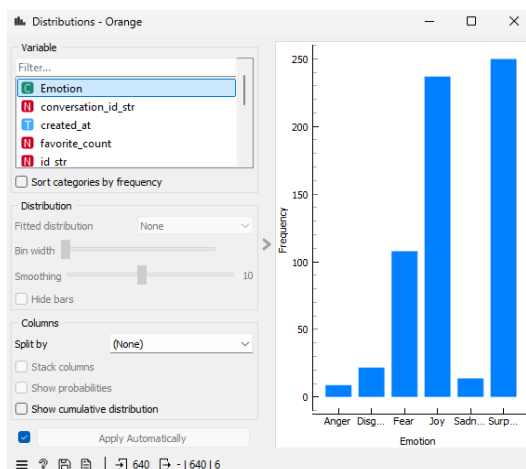 Distributions - Orange
Variable
Filter...
C Emotion
N conversation_id_str
T created_at
N favorite_count
N id_str
Sort categories by frequency
Distribution
Fitted distribution None
Bin width
Smoothing 10
Hide bars
Columns
Split by (None)
Stack columns
Show probabilities
Show cumulative distribution
Apply Automatically
640 - | 640 | 6
250
200
150
100
50
0
Frequency
Anger Disg... Fear Joy Sadn... Surp...
Emotion